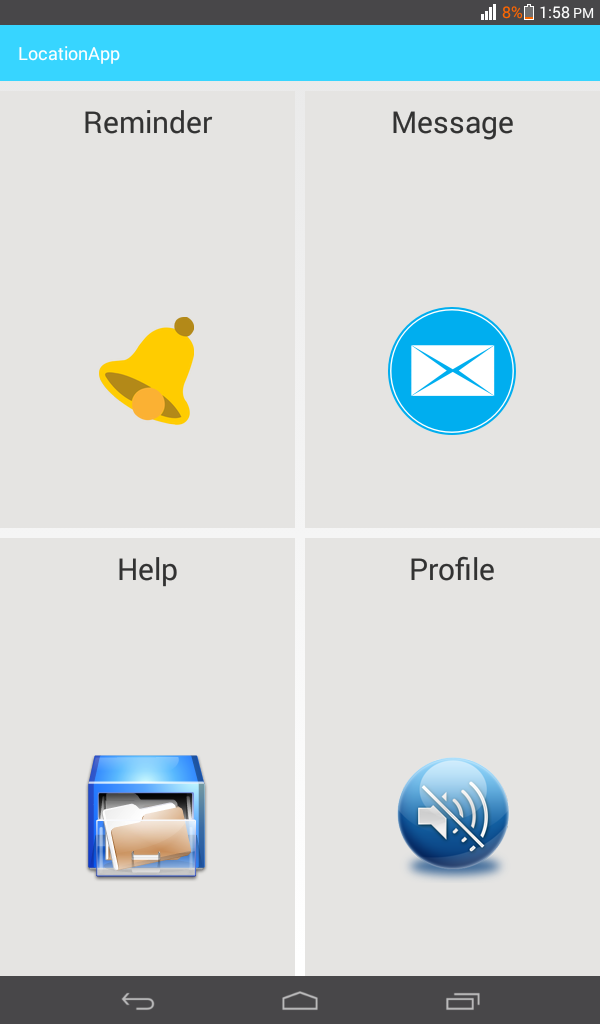 8% 1:58 PM
LocationApp
Reminder
Message
Help
Profile